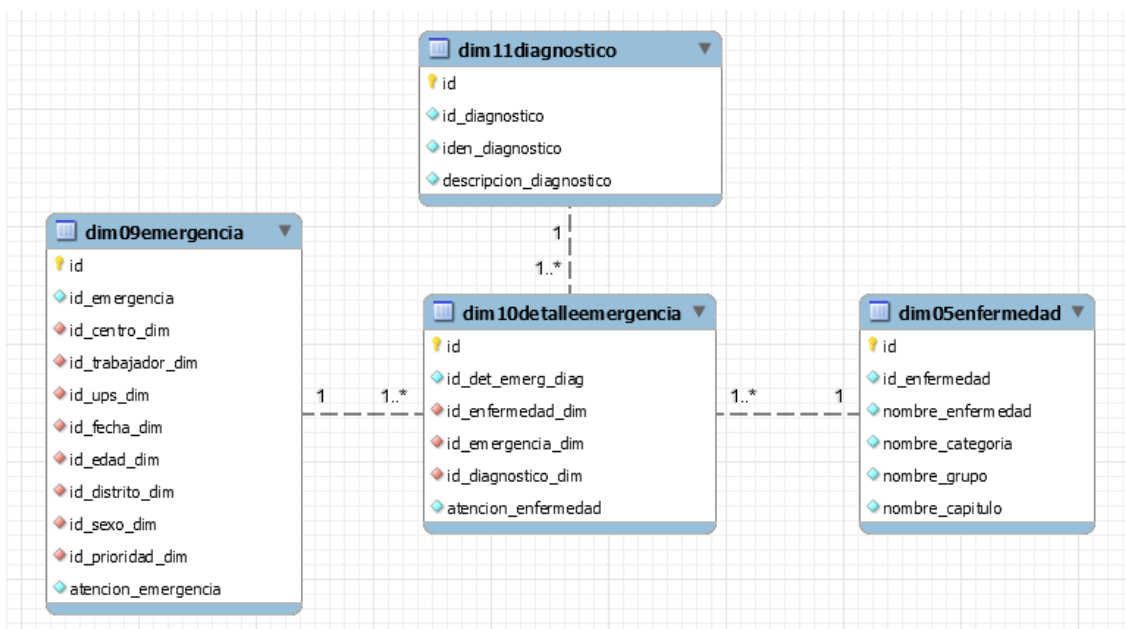 dim11diagnostico
id
id_diagnostico
iden_diagnostico
descripcion_diagnostico
1
1..*
dim09emergencia
id
id_emergencia
id_centro_dim
id_trabajador_dim
id_ups_dim
id_fecha_dim
id_edad_dim
id_distrito_dim
id_sexo_dim
id_prioridad_dim
atencion_emergencia
1
1..*
dim10detalleemergencia
id
id_det_emerg_diag
id_enfermedad_dim
id_emergencia_dim
id_diagnostico_dim
atencion_enfermedad
1..*
1
dim05enfermedad
id
id_enfermedad
nombre_enfermedad
nombre_categoria
nombre_grupo
nombre_capitulo